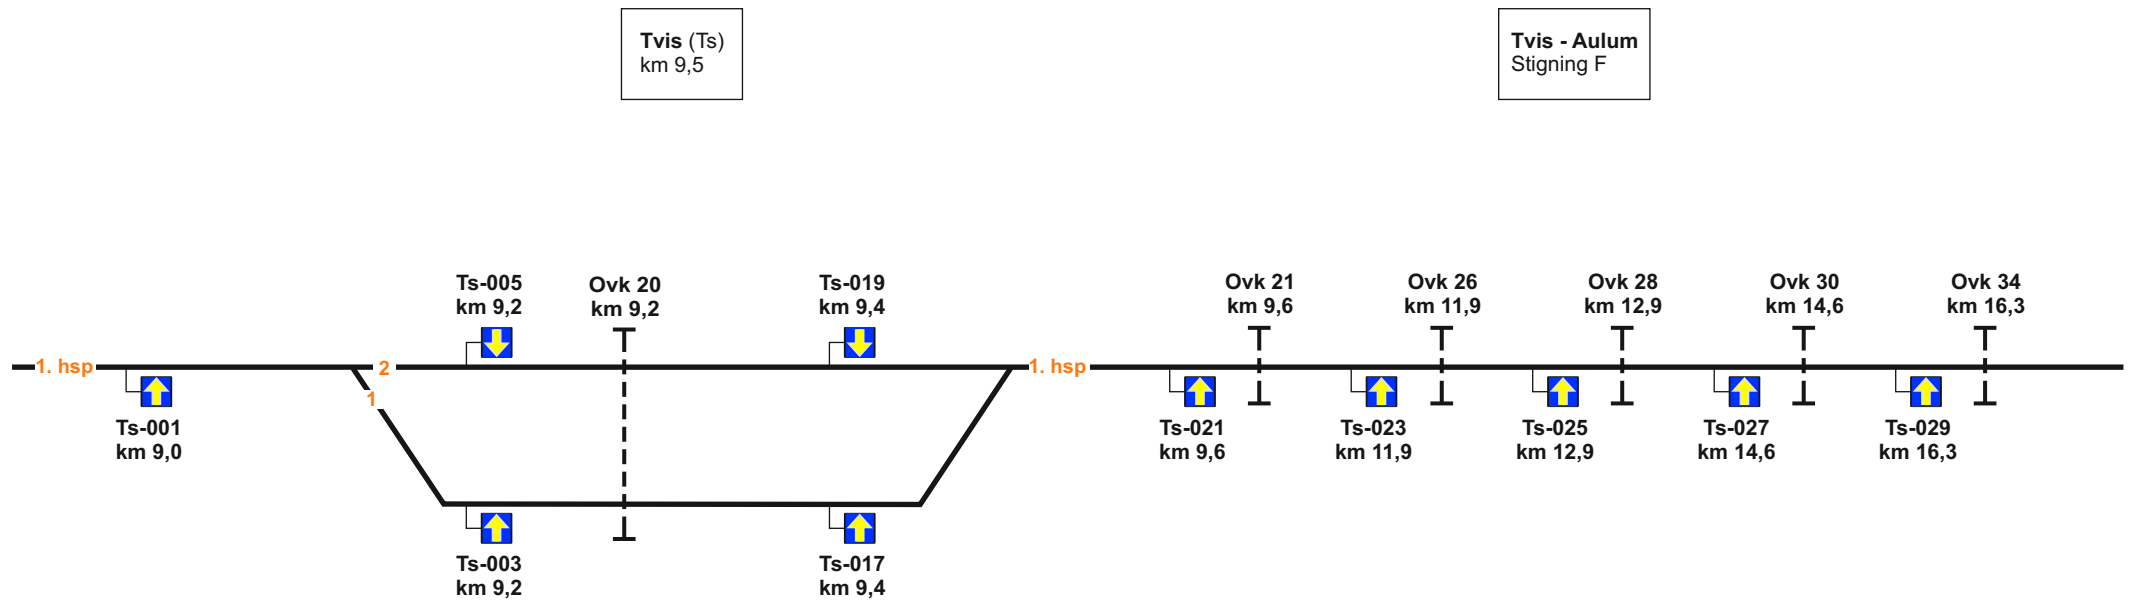 Tvis (Ts)
km 9,5
Tvis - Aulum
Stigning F
Ts-005
km 9,2
Ovk 20
km 9,2
Ts-019
km 9,4
Ovk 21
km 9,6
Ovk 26
km 11,9
Ovk 28
km 12,9
Ovk 30
km 14,6
Ovk 34
km 16,3
1. hsp
2
1. hsp
1
Ts-001
km 9,0
Ts-021
km 9,6
Ts-023
km 11,9
Ts-025
km 12,9
Ts-027
km 14,6
Ts-029
km 16,3
Ts-003
km 9,2
Ts-017
km 9,4